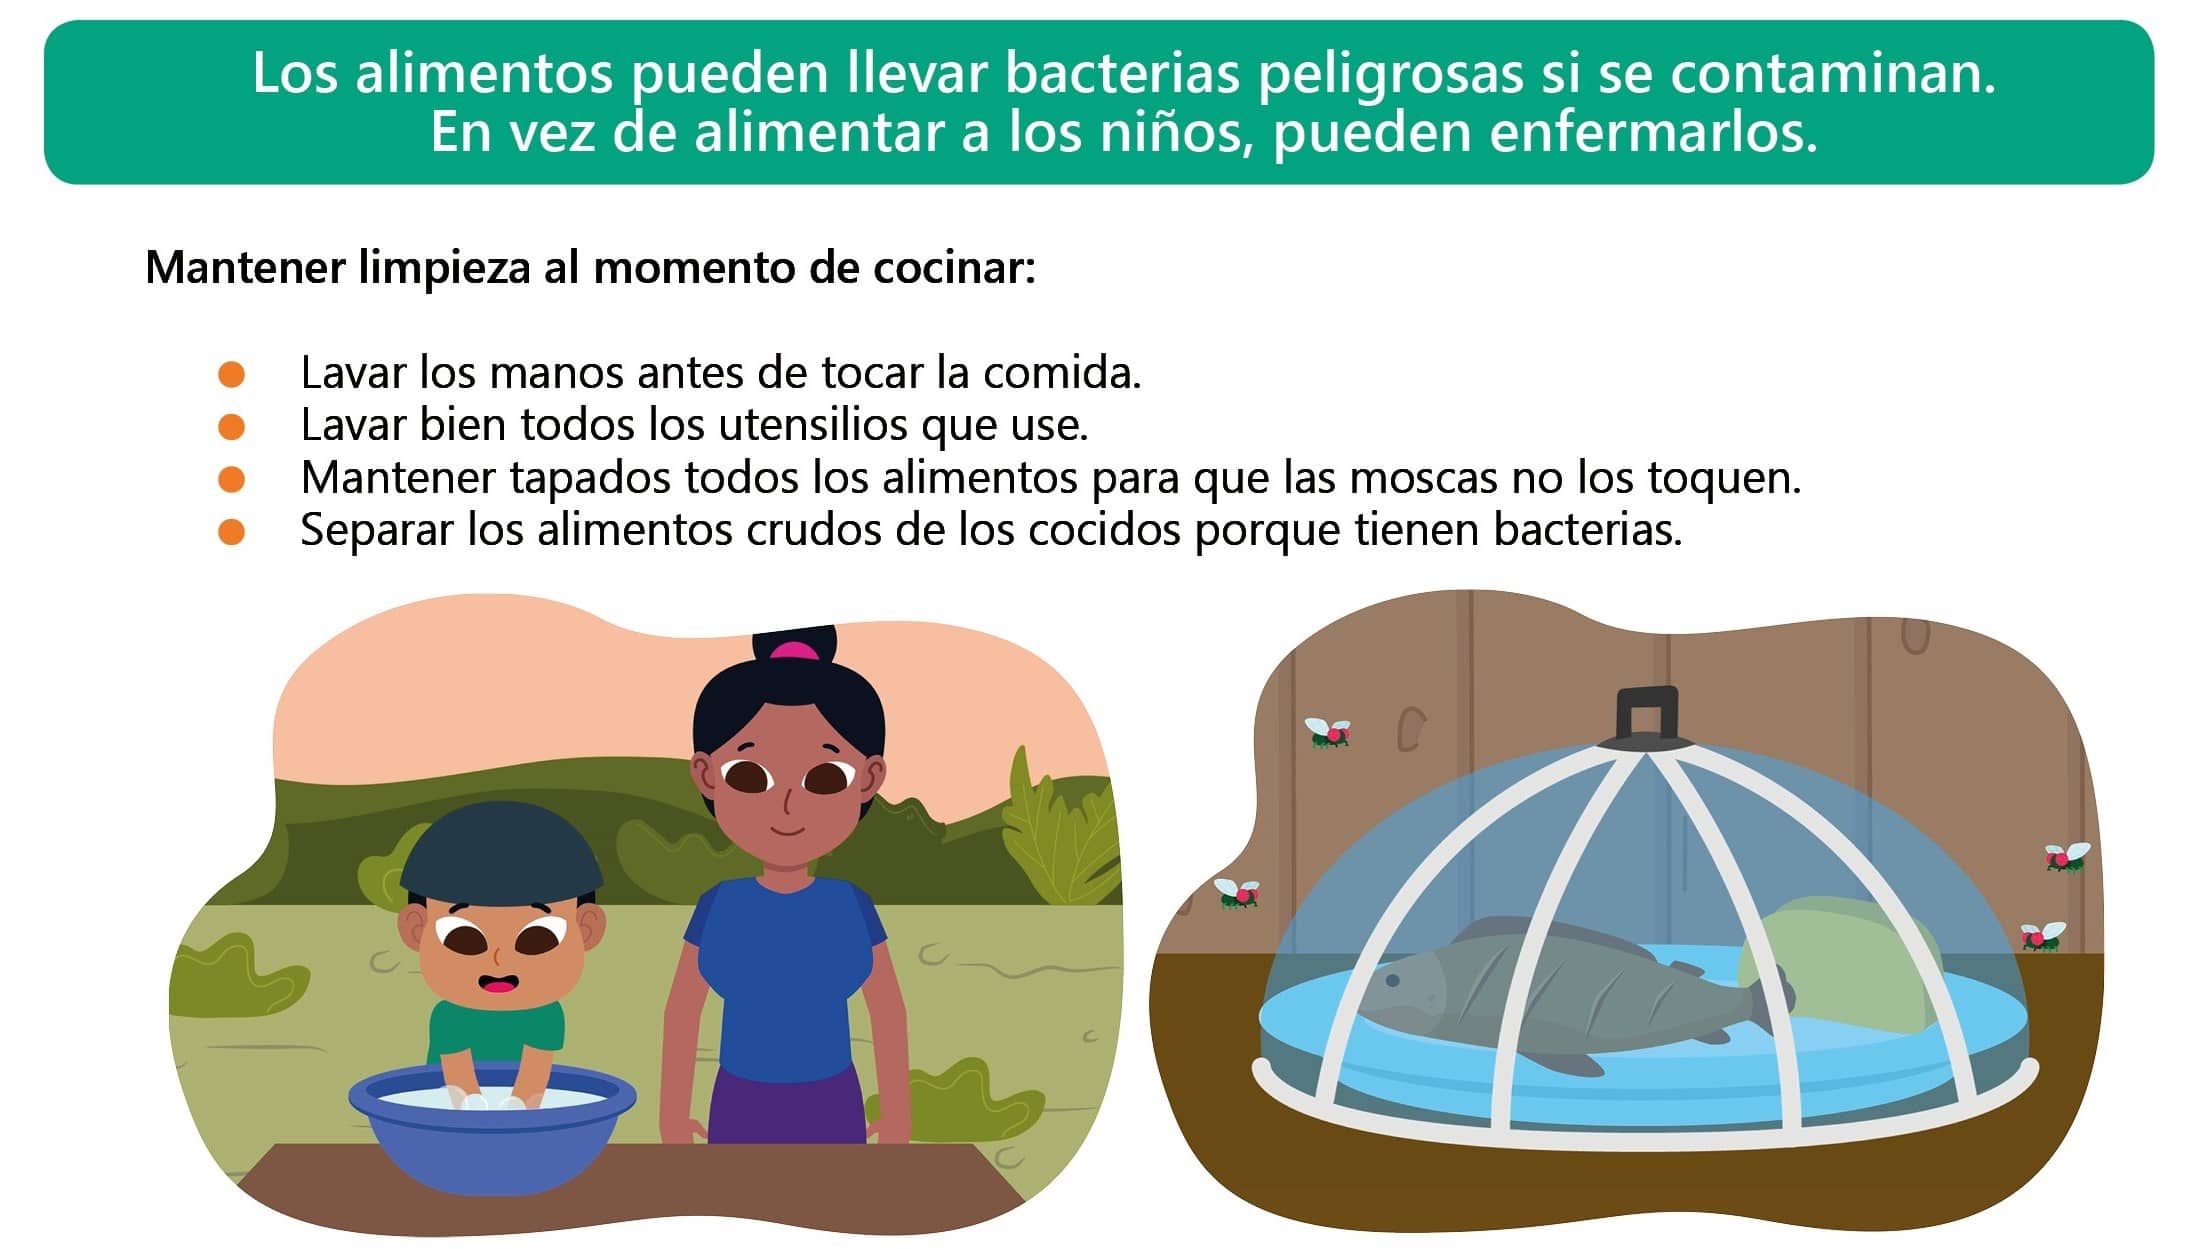 Los alimentos pueden llevar bacterias peligrosas si se contaminan.
En vez de alimentar a los niños, pueden enfermarlos.
Mantener limpieza al momento de cocinar:
Lavar los manos antes de tocar la comida.
Lavar bien todos los utensilios que use.
Mantener tapados todos los alimentos para que las moscas no los toquen.
Separar los alimentos crudos de los cocidos porque tienen bacterias.